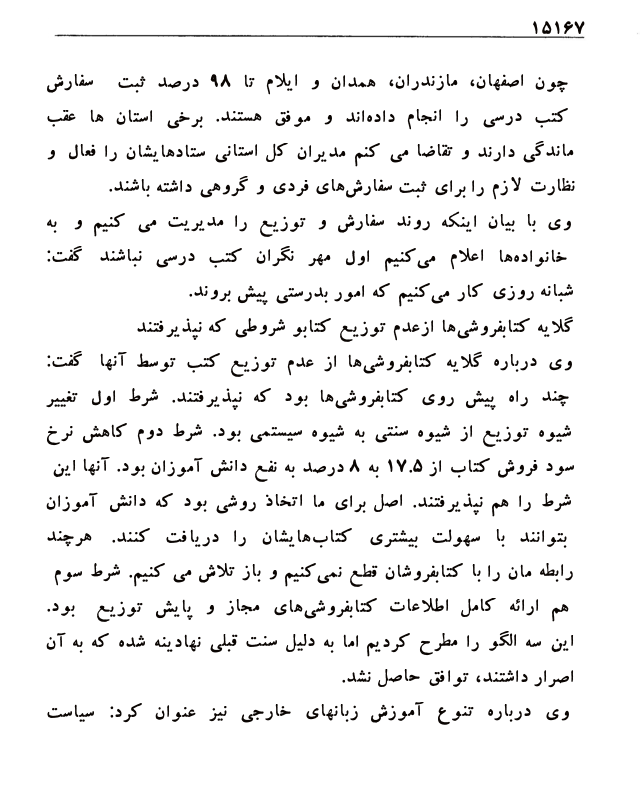 ۱۵۱۶۷
چون اصفهان، مازندران، همدان و ایلام تا ۹۸ درصد ثبت سفارش
کتب درسی را انجام داده‌اند و موفق هستند. برخی استان ها عقب
ماندگی دارند و تقاضا می کنم مدیران کل استانی ستادهایشان را فعال و
نظارت لازم را برای ثبت سفارش‌های فردی و گروهی داشته باشند.
وی با بیان اینکه روند سفارش و توزیع را مدیریت می کنیم و به
خانواده‌ها اعلام می‌کنیم اول مهر نگران کتب درسی نباشند گفت:
شبانه روزی کار می‌کنیم که امور بدرستی پیش بروند.
گلایه کتابفروشی‌ها ازعدم توزیع کتابو شروطی که نپذیرفتند
وی درباره گلایه کتابفروشی‌ها از عدم توزیع کتب توسط آنها گفت:
چند راه پیش روی کتابفروشی‌ها بود که نپذیرفتند. شرط اول تغییر
شیوه توزیع از شیوه سنتی به شیوه سیستمی بود. شرط دوم کاهش نرخ
سود فروش کتاب از ۱۷.۵ به ۸ درصد به نفع دانش آموزان بود. آنها این
شرط را هم نپذیرفتند. اصل برای ما اتخاذ روشی بود که دانش آموزان
بتوانند با سهولت بیشتری کتاب‌هایشان را دریافت کنند. هرچند
رابطه مان را با کتابفروشان قطع نمی‌کنیم و باز تلاش می کنیم. شرط سوم
هم ارائه کامل اطلاعات کتابفروشی‌های مجاز و پایش توزیع بود.
این سه الگو را مطرح کردیم اما به دلیل سنت قبلی نهادینه شده که به آن
اصرار داشتند، توافق حاصل نشد.
وی درباره تنوع آموزش زبانهای خارجی نیز عنوان کرد: سیاست